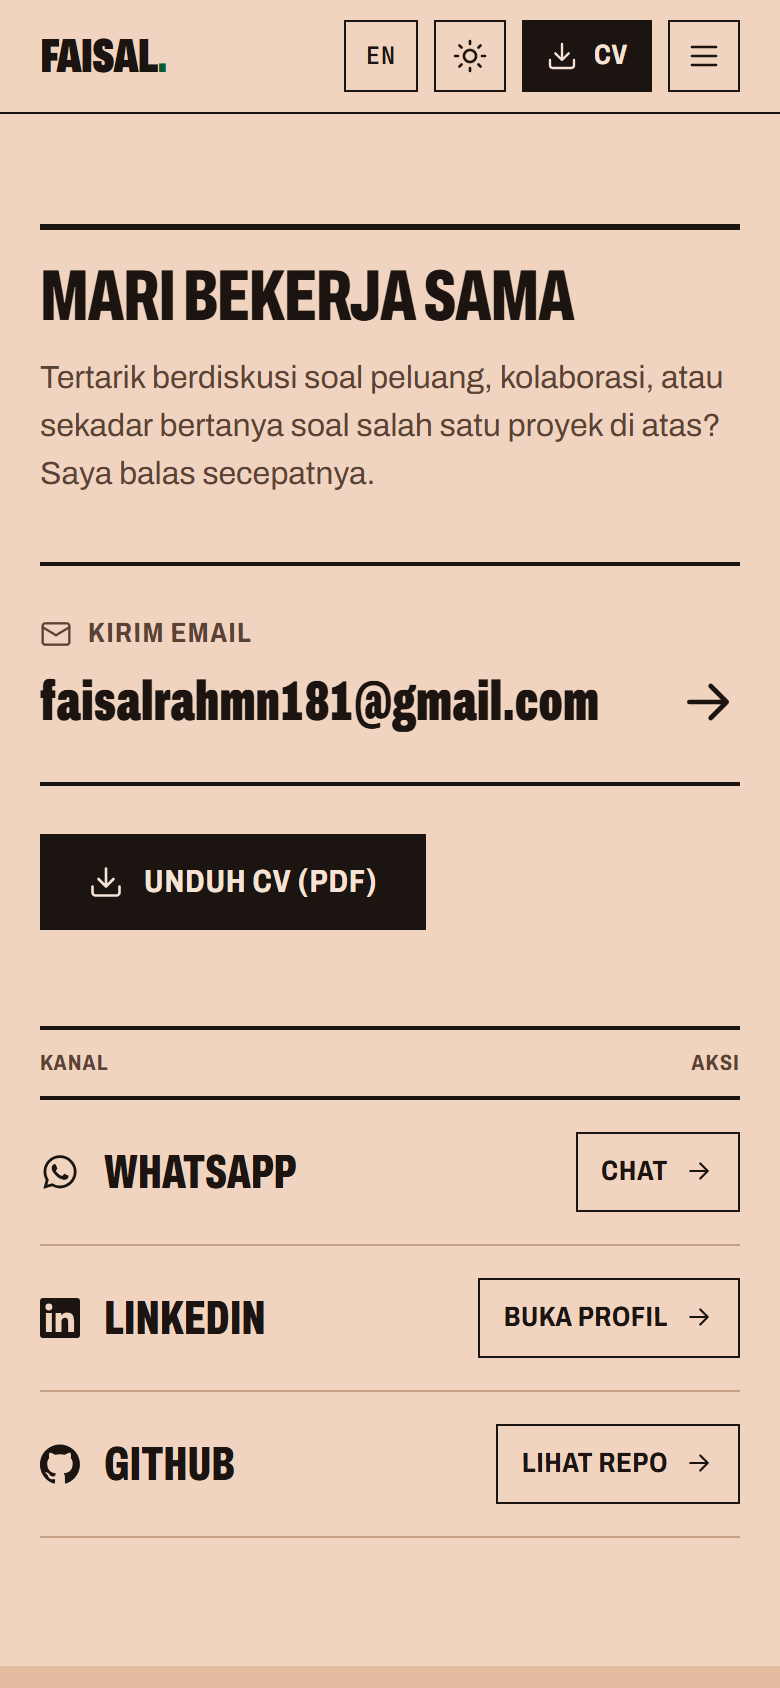 FAISAL.
EN
CV
MARI BEKERJA SAMA
Tertarik berdiskusi soal peluang, kolaborasi, atau
sekadar bertanya soal salah satu proyek di atas?
Saya balas secepatnya.
KIRIM EMAIL
faisalrahmn181@gmail.com
UNDUH CV (PDF)
KANAL AKSI
WHATSAPP CHAT
LINKEDIN BUKA PROFIL
GITHUB LIHAT REPO